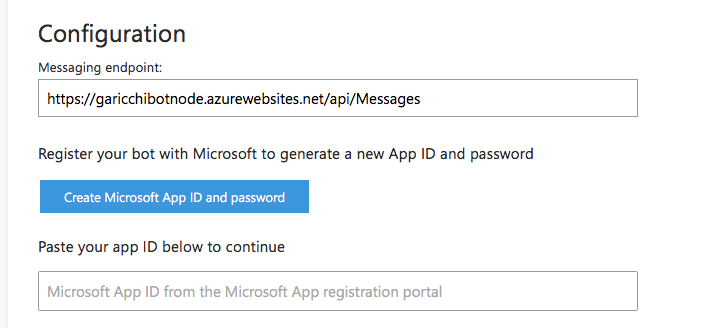 Configuration
Messaging endpoint:
https://garicchibotnode.azurewebsites.net/api/Messages
Register your bot with Microsoft to generate a new App ID and password
Create Microsoft App ID and password
Paste your app ID below to continue
Microsoft App ID from the Microsoft App registration portal